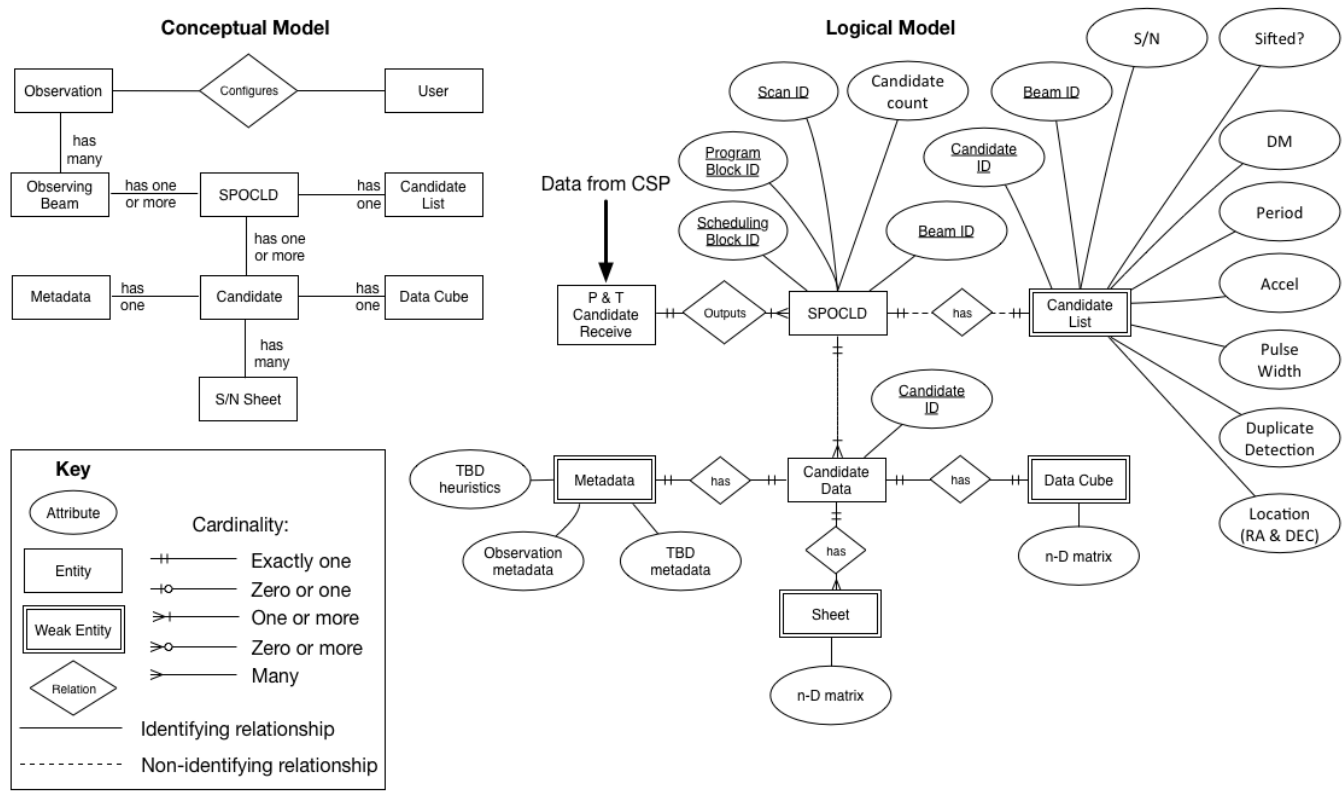 Conceptual Model
Observation
Configures
User
has
many
Observing
Beam
has one
or more
SPOCLD
has
one
Candidate
List
has one
or more
Metadata
has
one
Candidate
has
one
Data Cube
has
many
S/N Sheet
Key
Attribute
Entity
Weak Entity
Relation
Cardinality:
Exactly one
Zero or one
One or more
Zero or more
Many
Identifying relationship
Non-identifying relationship
Logical Model
Data from CSP
P & T
Candidate
Receive
Outputs
Scheduling
Block ID
Program
Block ID
Scan ID
Candidate
count
Beam ID
SPOCLD
has
Candidate
List
Candidate
ID
Beam ID
S/N
Sifted?
DM
Period
Accel
Pulse
Width
Duplicate
Detection
Location
(RA & DEC)
Candidate
ID
Candidate
Data
has
Metadata
TBD
heuristics
Observation
metadata
TBD
metadata
has
Data Cube
n-D matrix
has
Sheet
n-D matrix